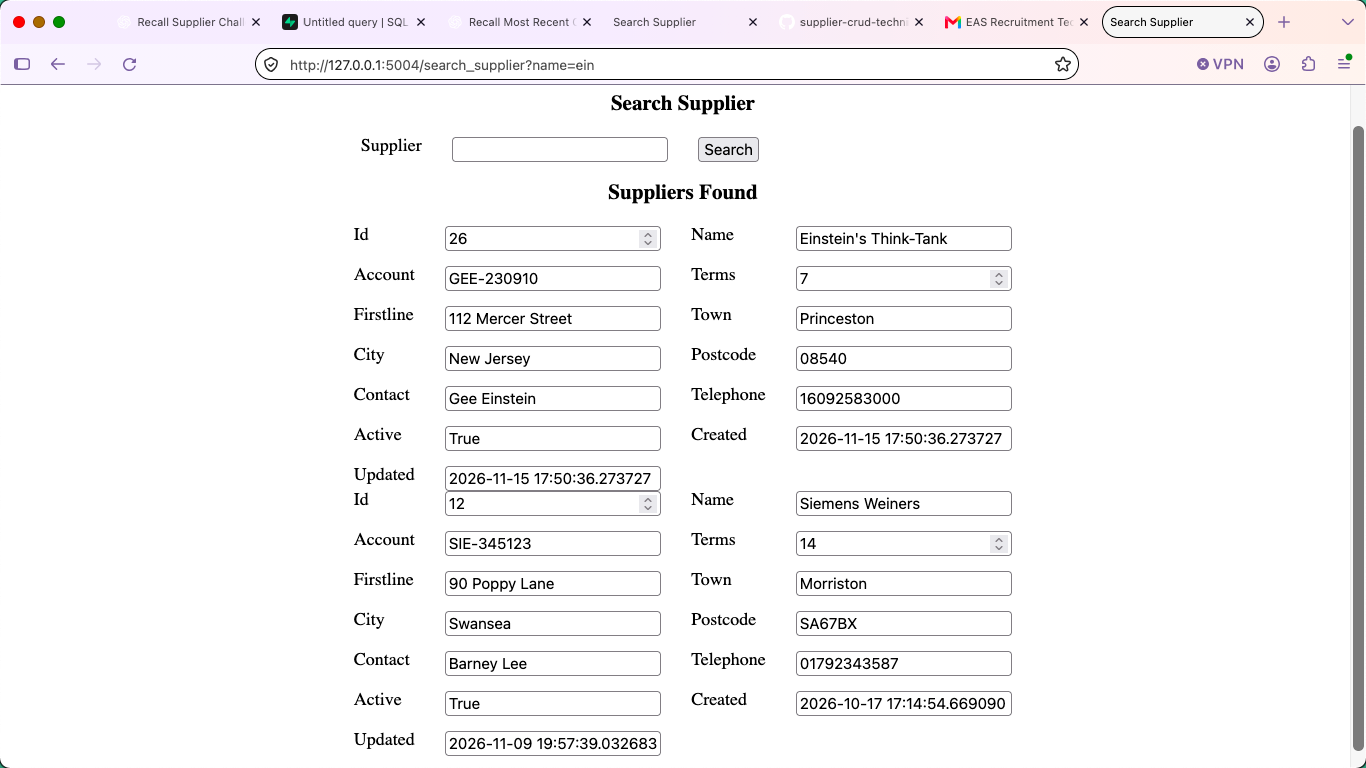 Recall Supplier Chall
Untitled query | SQL
Recall Most Recent
Search Supplier
supplier-crud-techni
EAS Recruitment Tec
Search Supplier
http://127.0.0.1:5004/search_supplier?name=ein
VPN
Search Supplier
Supplier
Search
Suppliers Found
Id 26 Name Einstein's Think-Tank
Account GEE-230910 Terms 7
Firstline 112 Mercer Street Town Princeston
City New Jersey Postcode 08540
Contact Gee Einstein Telephone 16092583000
Active True Created 2026-11-15 17:50:36.273727
Updated 2026-11-15 17:50:36.273727
Id 12 Name Siemens Weiners
Account SIE-345123 Terms 14
Firstline 90 Poppy Lane Town Morriston
City Swansea Postcode SA67BX
Contact Barney Lee Telephone 01792343587
Active True Created 2026-10-17 17:14:54.669090
Updated 2026-11-09 19:57:39.032683